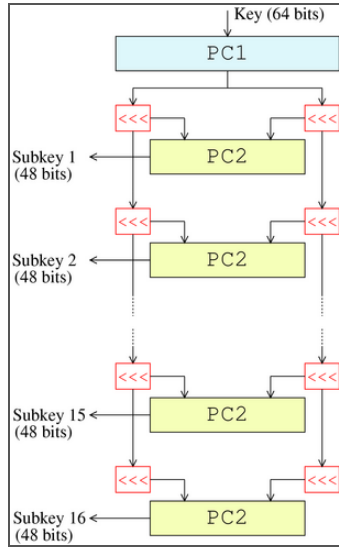 Key (64 bits)
PC1
<<< <<<
PC2
Subkey 1
(48 bits)
<<< <<<
PC2
Subkey 2
(48 bits)
<<< <<<
PC2
Subkey 15
(48 bits)
<<< <<<
PC2
Subkey 16
(48 bits)